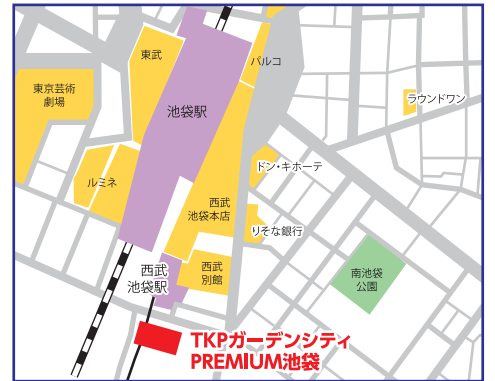 東武
パルコ
東京芸術
劇場
池袋駅
ラウンドワン
ドン・キホーテ
ルミネ
西武
池袋本店
りそな銀行
西武
池袋駅
西武
別館
南池袋
公園
TKPガーデンシティ
PREMIUM池袋